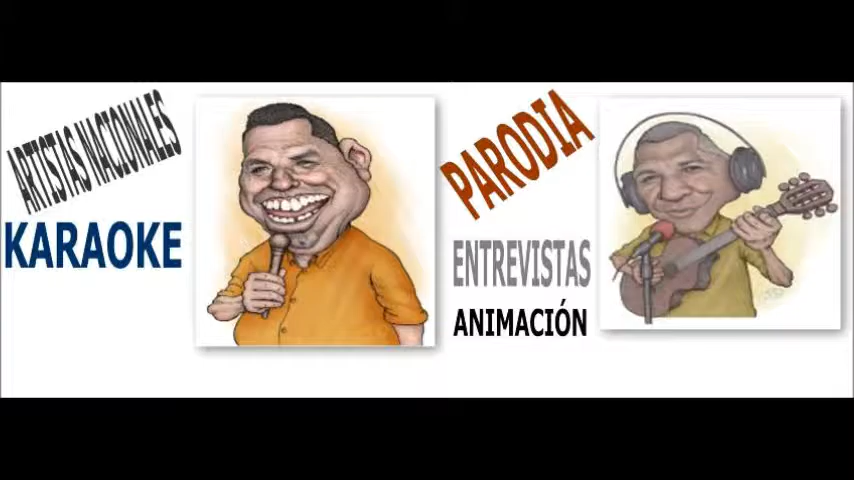 ARTISTAS NACIONALES
KARAOKE
PARODIA
ENTREVISTAS
ANIMACIÓN